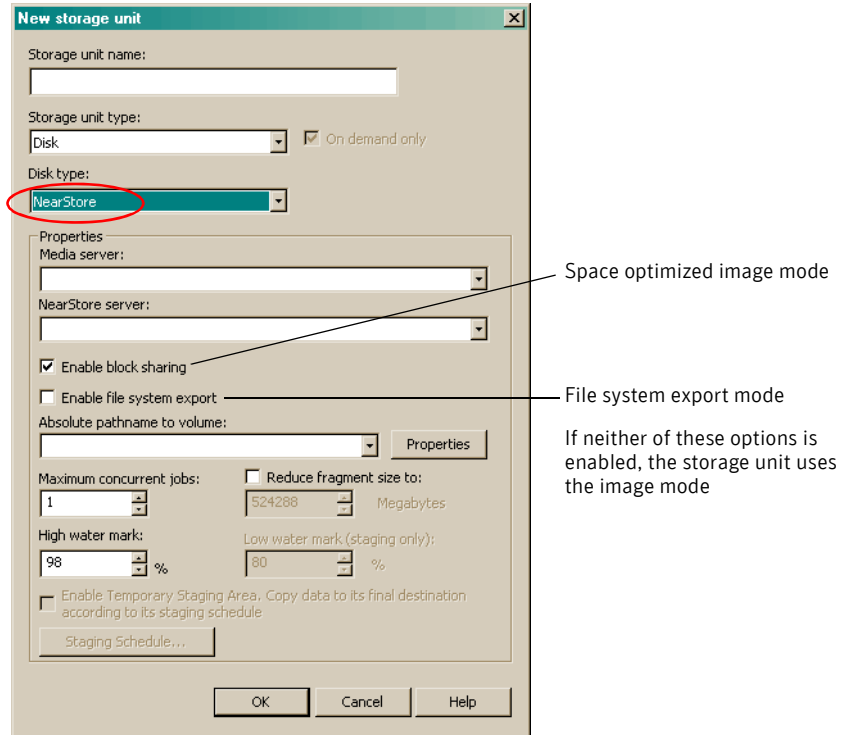 New storage unit
Storage unit name:
Storage unit type:
Disk
On demand only
Disk type:
NearStore
Properties
Media server:
NearStore server:
Enable block sharing
Enable file system export
Absolute pathname to volume:
Properties
Maximum concurrent jobs:
Reduce fragment size to:
1
524288
Megabytes
High water mark:
Low water mark (staging only):
98
%
80
%
Enable Temporary Staging Area. Copy data to its final destination
according to its staging schedule
Staging Schedule...
OK
Cancel
Help
Space optimized image mode
File system export mode
If neither of these options is
enabled, the storage unit uses
the image mode